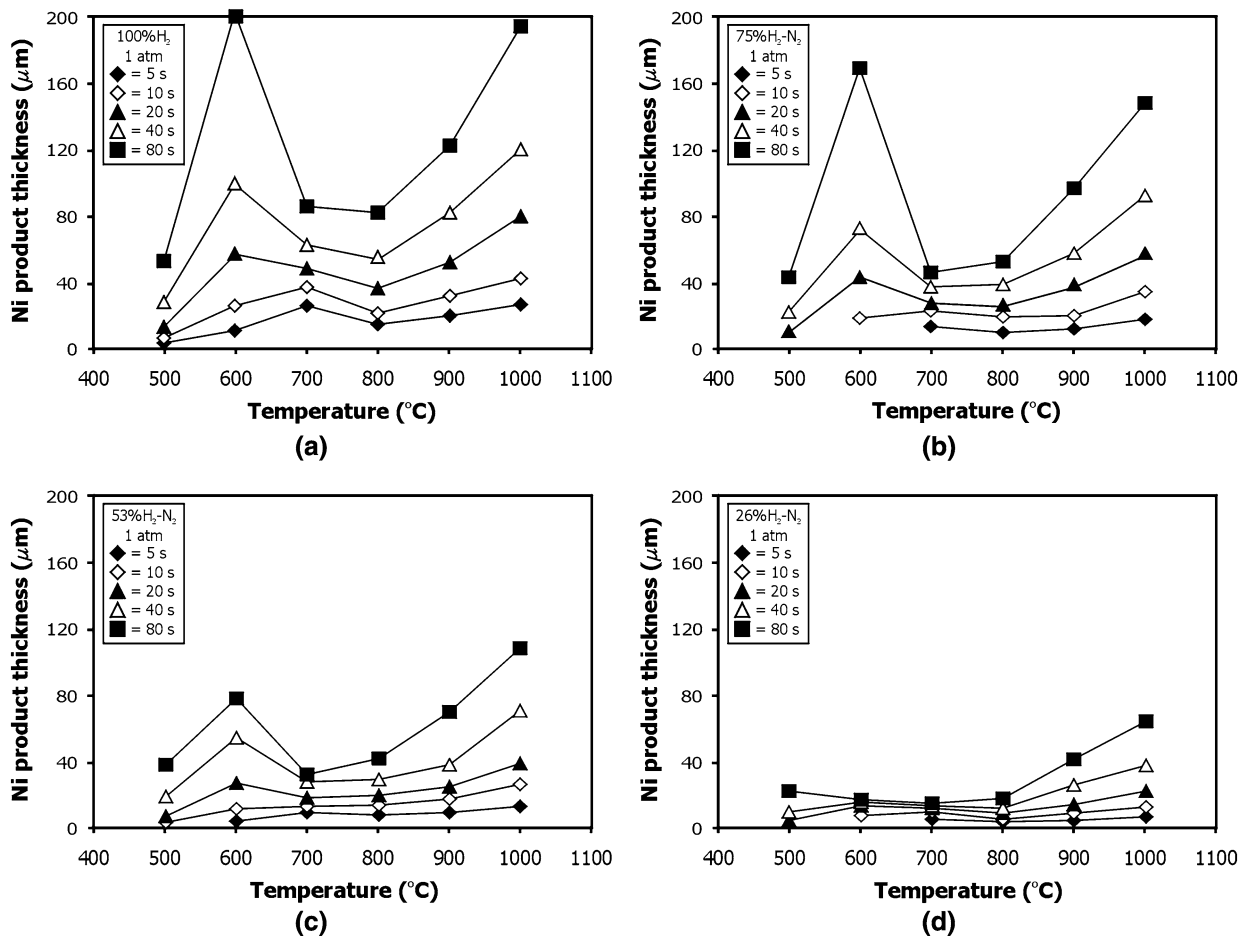 200
160
120
80
40
0
Ni product thickness (μm)
100%H₂
1 atm
= 5 s
= 10 s
= 20 s
= 40 s
= 80 s
400 500 600 700 800 900 1000 1100
Temperature (°C)
(a)
200
160
120
80
40
0
Ni product thickness (μm)
75%H₂-N₂
1 atm
= 5 s
= 10 s
= 20 s
= 40 s
= 80 s
400 500 600 700 800 900 1000 1100
Temperature (°C)
(b)
200
160
120
80
40
0
Ni product thickness (μm)
53%H₂-N₂
1 atm
= 5 s
= 10 s
= 20 s
= 40 s
= 80 s
400 500 600 700 800 900 1000 1100
Temperature (°C)
(c)
200
160
120
80
40
0
Ni product thickness (μm)
26%H₂-N₂
1 atm
= 5 s
= 10 s
= 20 s
= 40 s
= 80 s
400 500 600 700 800 900 1000 1100
Temperature (°C)
(d)